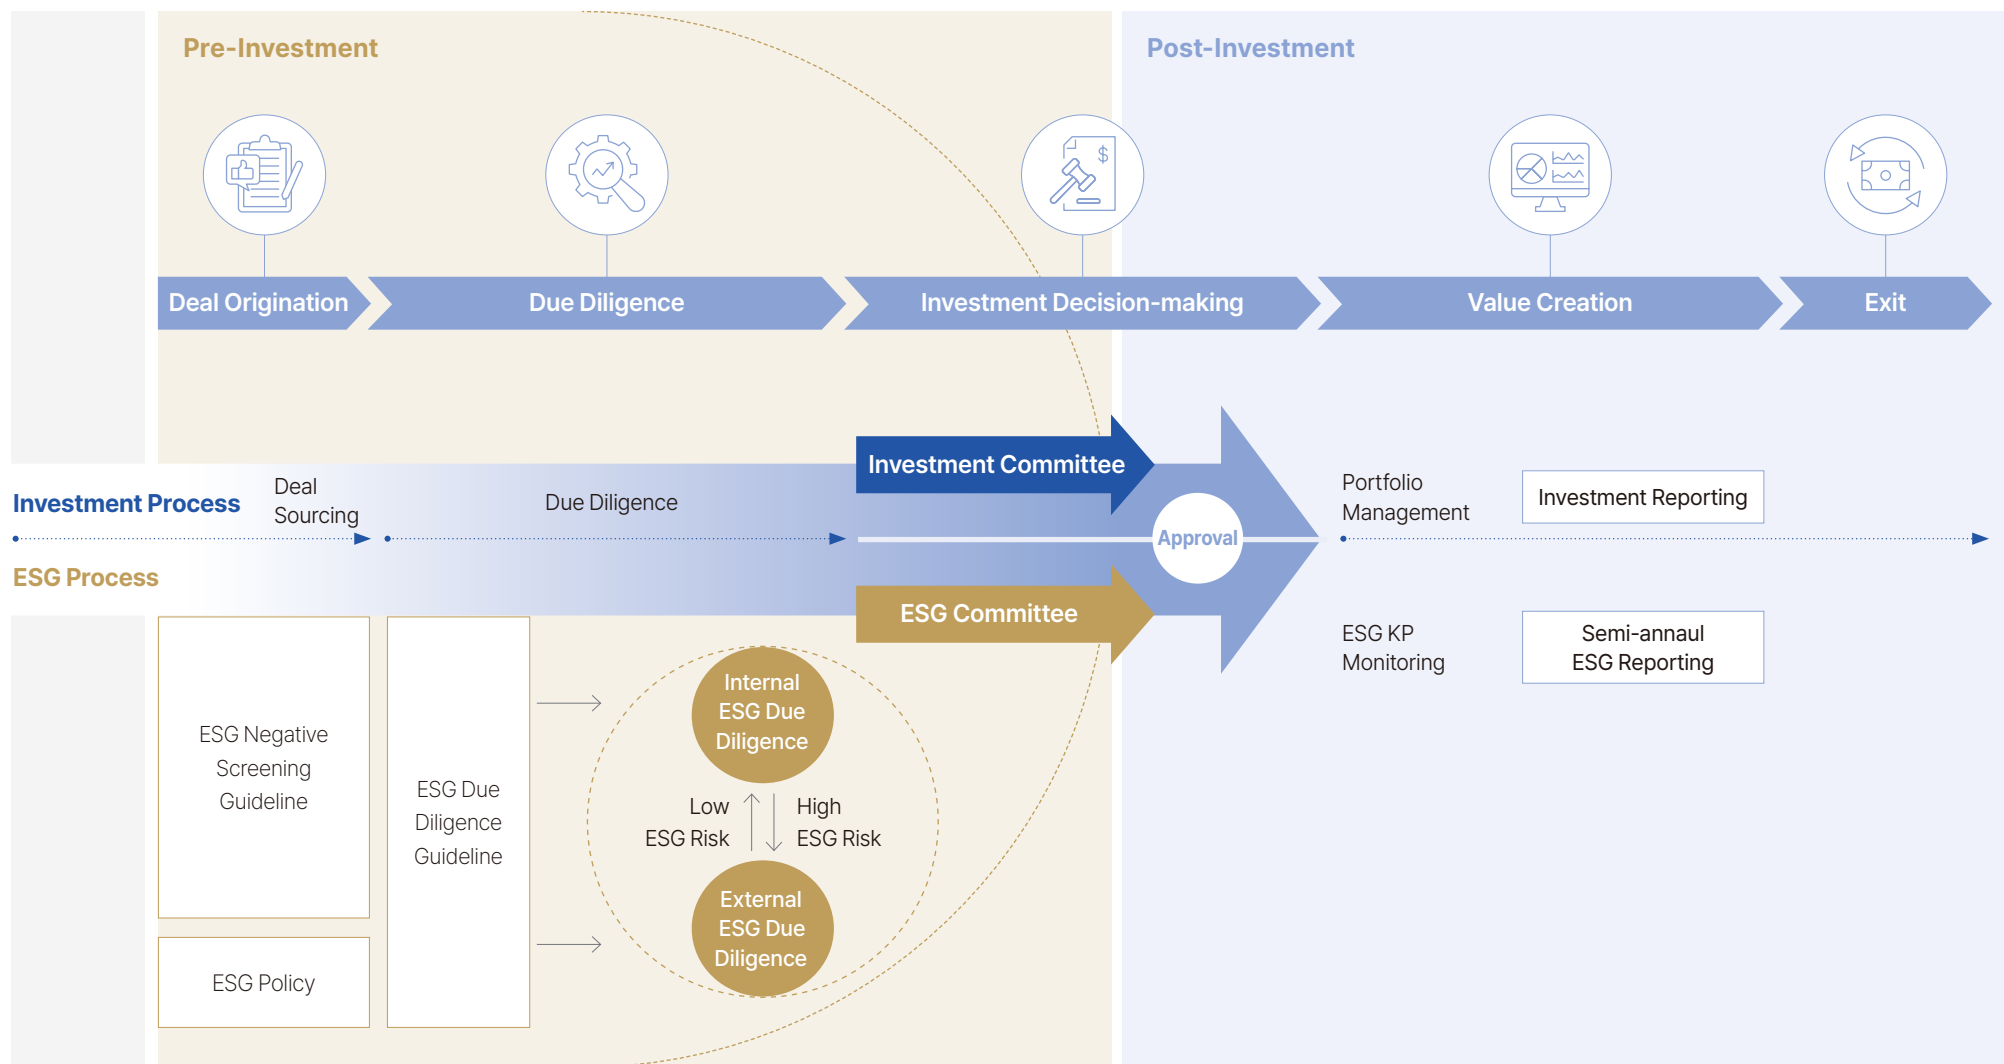 Pre-Investment
Post-Investment
$
Deal Origination
Due Diligence
Investment Decision-making
Value Creation
Exit
Investment Process
Deal
Sourcing
Due Diligence
Investment Committee
Approval
Portfolio
Management
Investment Reporting
ESG Process
ESG Committee
ESG KP
Monitoring
Semi-annaul
ESG Reporting
ESG Negative
Screening
Guideline
ESG Policy
ESG Due
Diligence
Guideline
Internal
ESG Due
Diligence
Low
ESG Risk
High
ESG Risk
External
ESG Due
Diligence